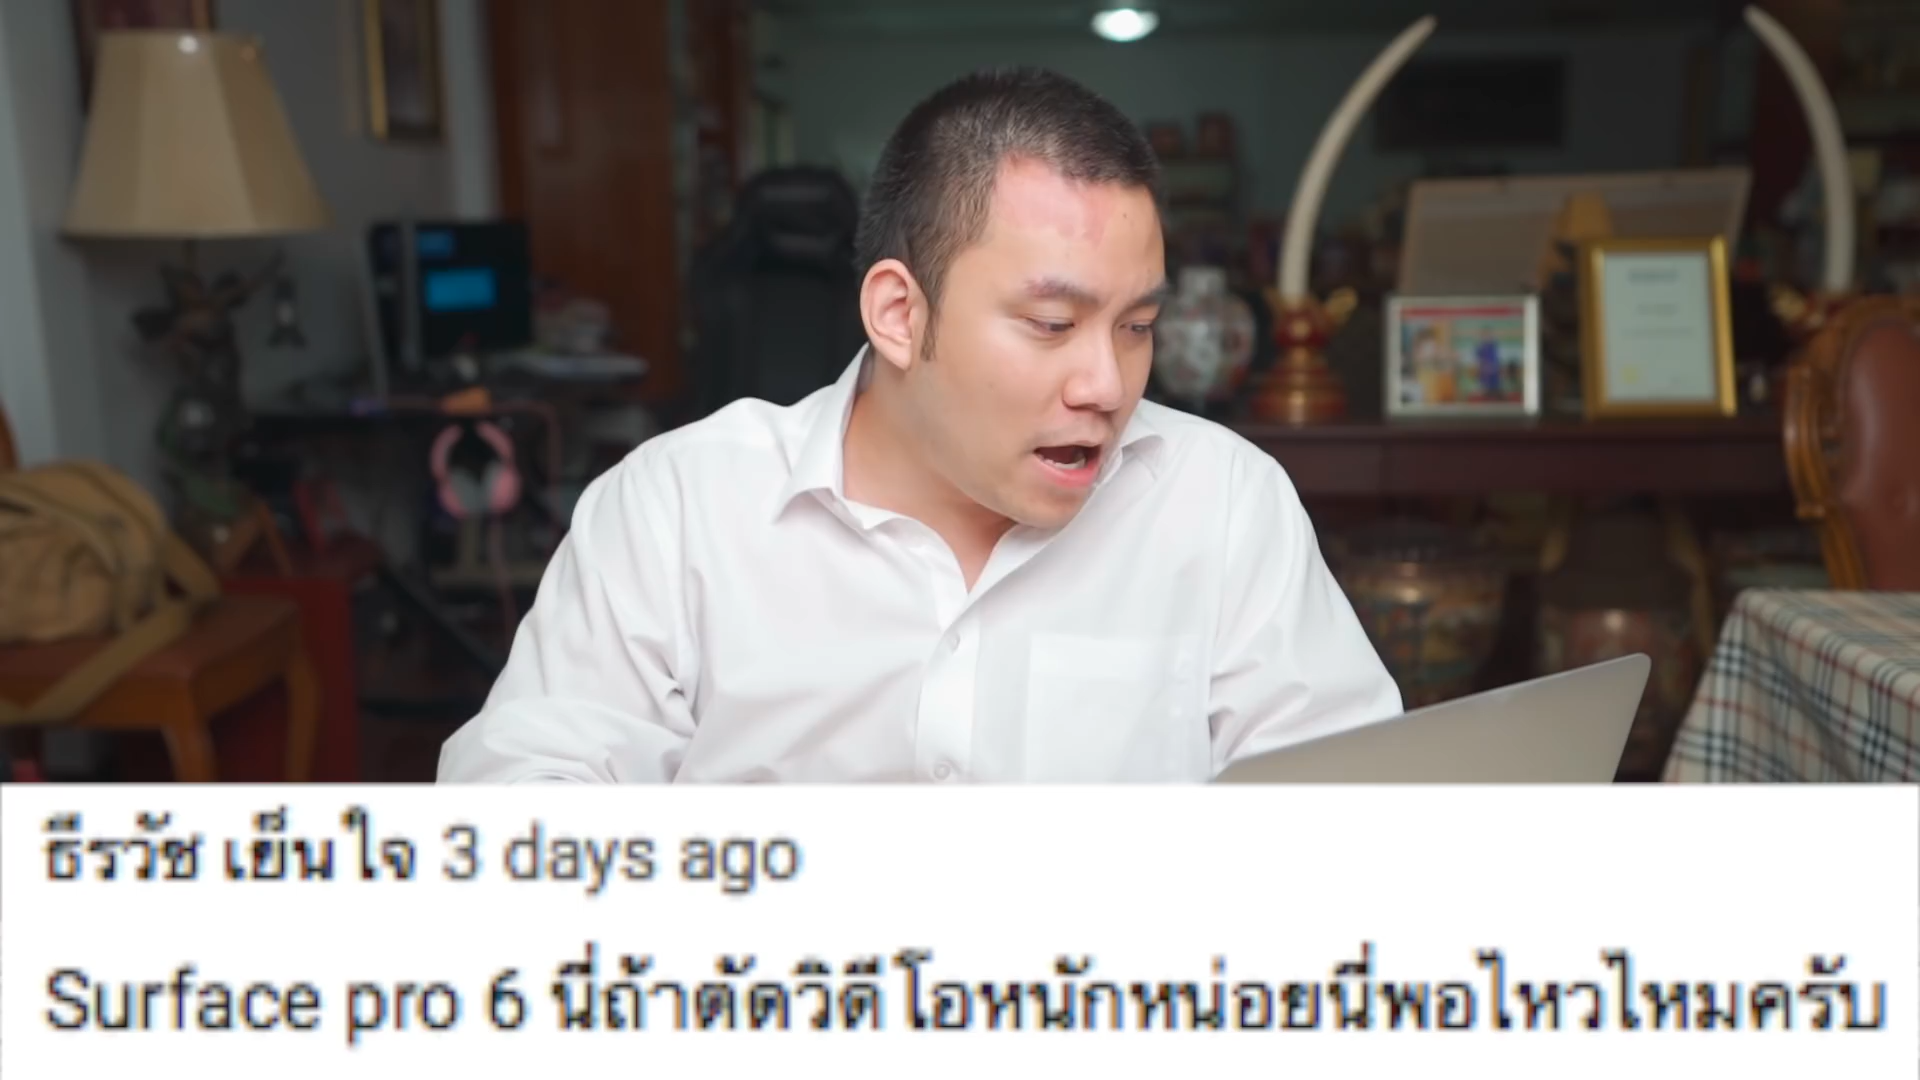 ธีรวัช เย็นใจ 3 days ago
Surface pro 6 นี่ถ้าตัดวิดีโอหนักหน่อยนี่พอไหวไหมครับ